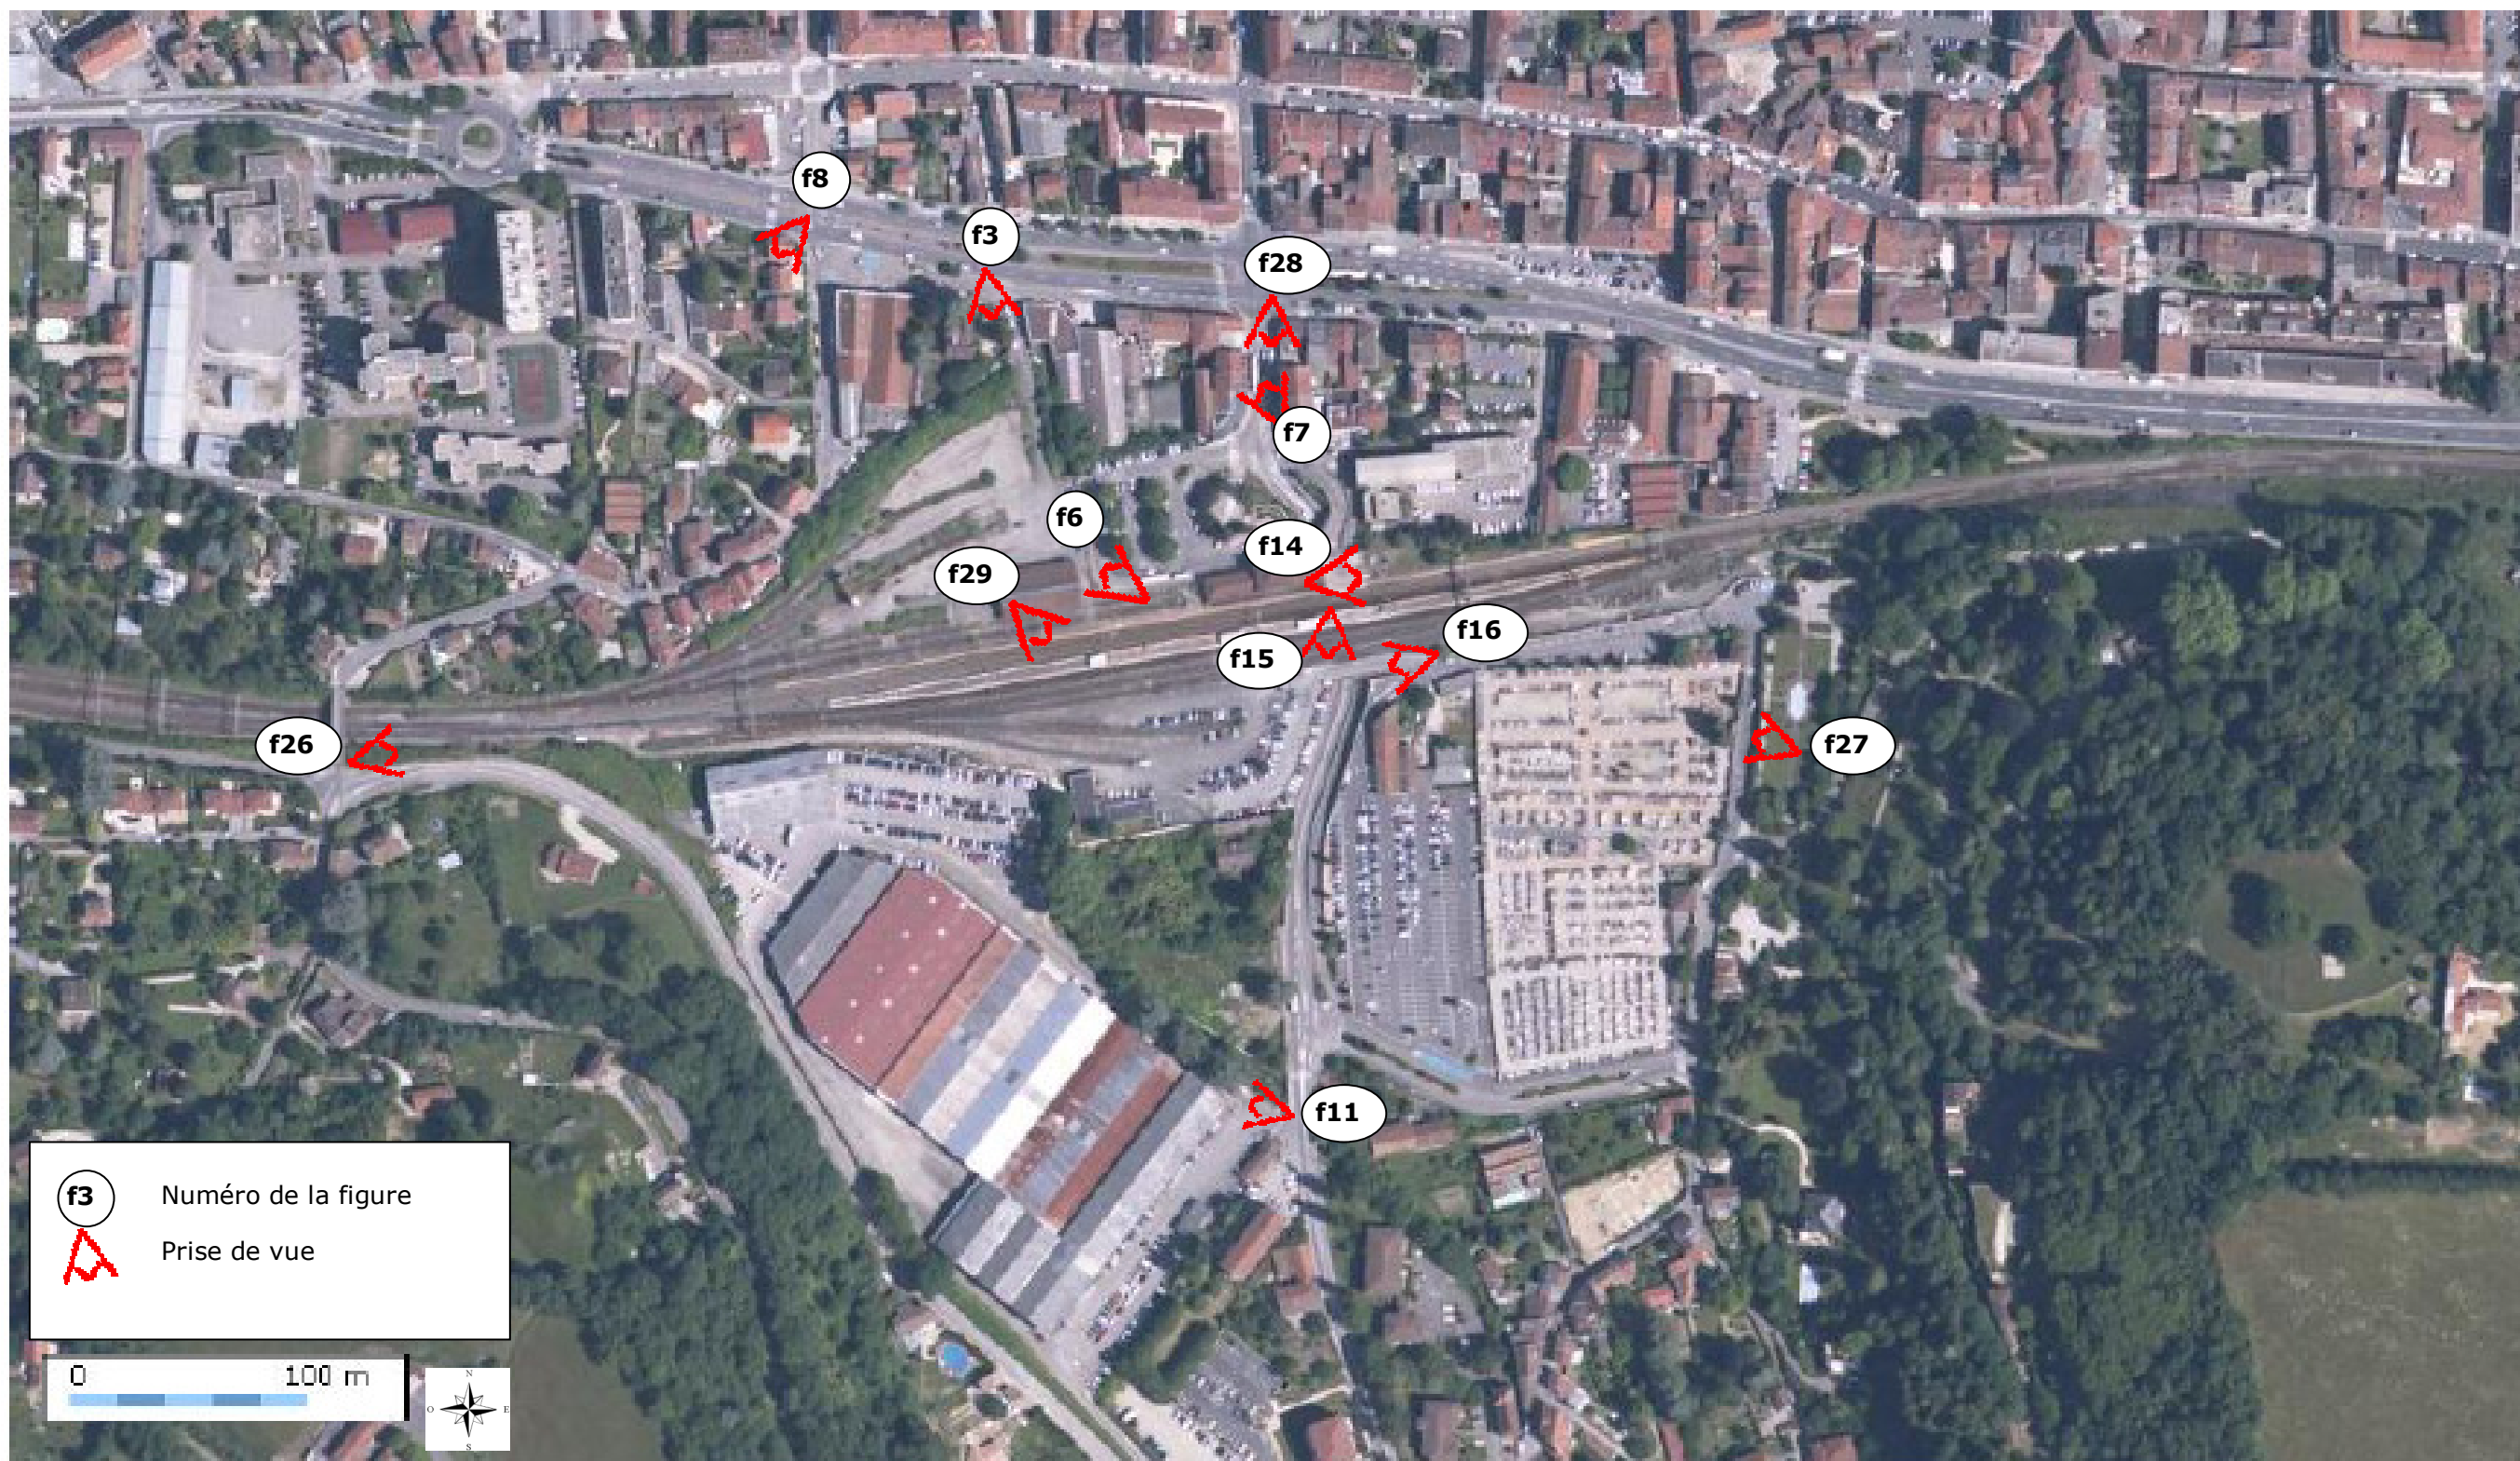 f8
f3
f28
f7
f6
f14
f29
f16
f15
f26
f27
f11
f3 Numéro de la figure
Prise de vue
0 100 m
N
O E
S